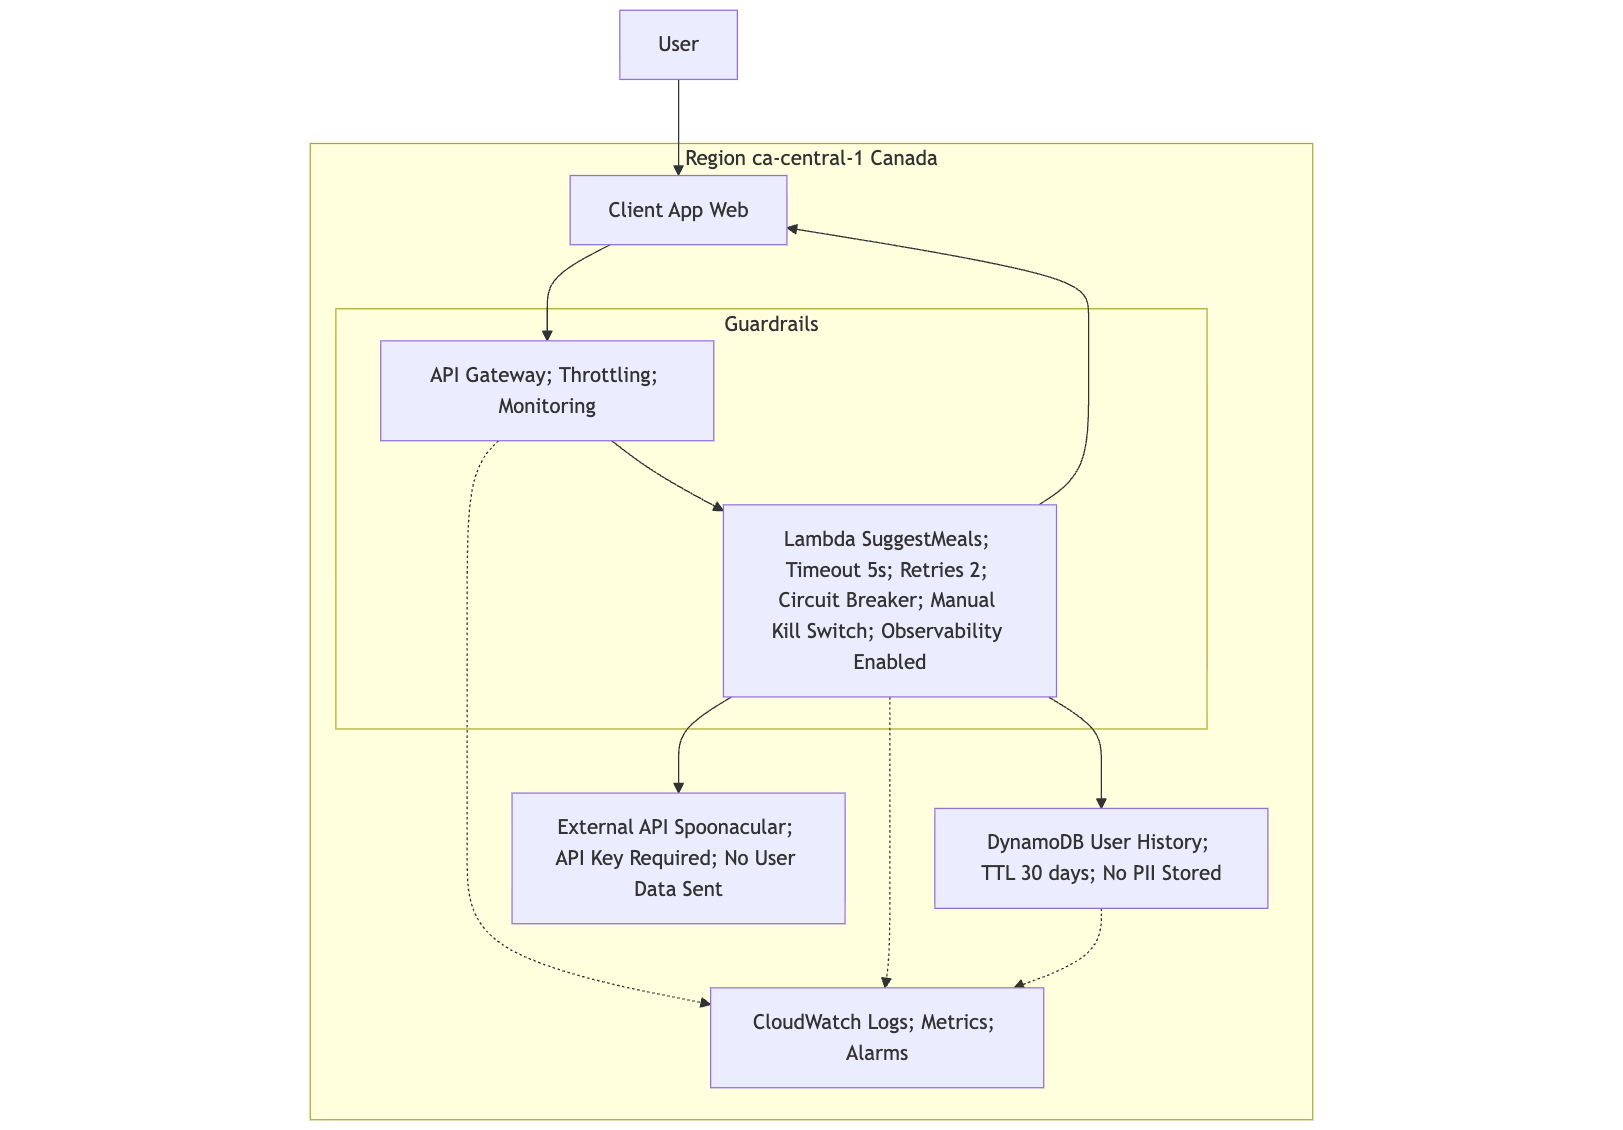 User
Region ca-central-1 Canada
Client App Web
Guardrails
API Gateway; Throttling;
Monitoring
Lambda SuggestMeals;
Timeout 5s; Retries 2;
Circuit Breaker; Manual
Kill Switch; Observability
Enabled
External API Spoonacular;
API Key Required; No User
Data Sent
DynamoDB User History;
TTL 30 days; No PII Stored
CloudWatch Logs; Metrics;
Alarms